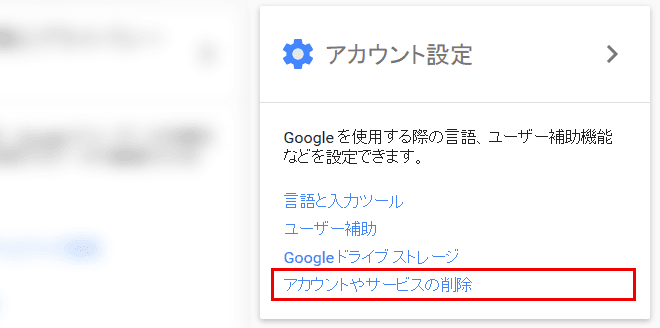 アカウント設定
Google を使用する際の言語、ユーザー補助機能
などを設定できます。
言語と入力ツール
ユーザー補助
Google ドライブ ストレージ
アカウントやサービスの削除